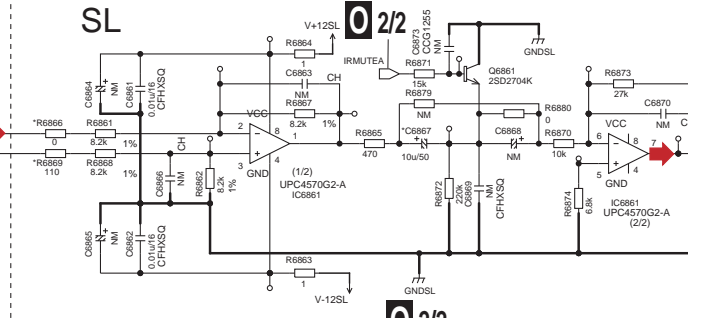 SL
V+12SL
O 2/2
C6873
CCG1255
NM
GNDSL
R6864
1
IRMUTEA
R6871
15k
Q6861
2SD2704K
C6864
NM
C6861
0.01u/16
CFHXSQ
C6863
NM
CH
R6867
8.2k
1%
R6879
NM
R6873
27k
C6870
NM
C
VCC
*R6866
0
R6861
8.2k
1%
2
8
1
3
4
GND
R6865
470
*C6867
10u/50
C6868
NM
R6880
0
R6870
10k
VCC
6
8
7
5
4
GND
*R6869
110
R6868
8.2k
1%
CH
C6866
NM
R6862
8.2k
1%
(1/2)
UPC4570G2-A
IC6861
R6872
220k
C6869
NM
CFHXSQ
R6874
6.8k
IC6861
UPC4570G2-A
(2/2)
C6865
NM
C6862
0.01u/16
CFHXSQ
R6863
1
V-12SL
GNDSL
O 2/2